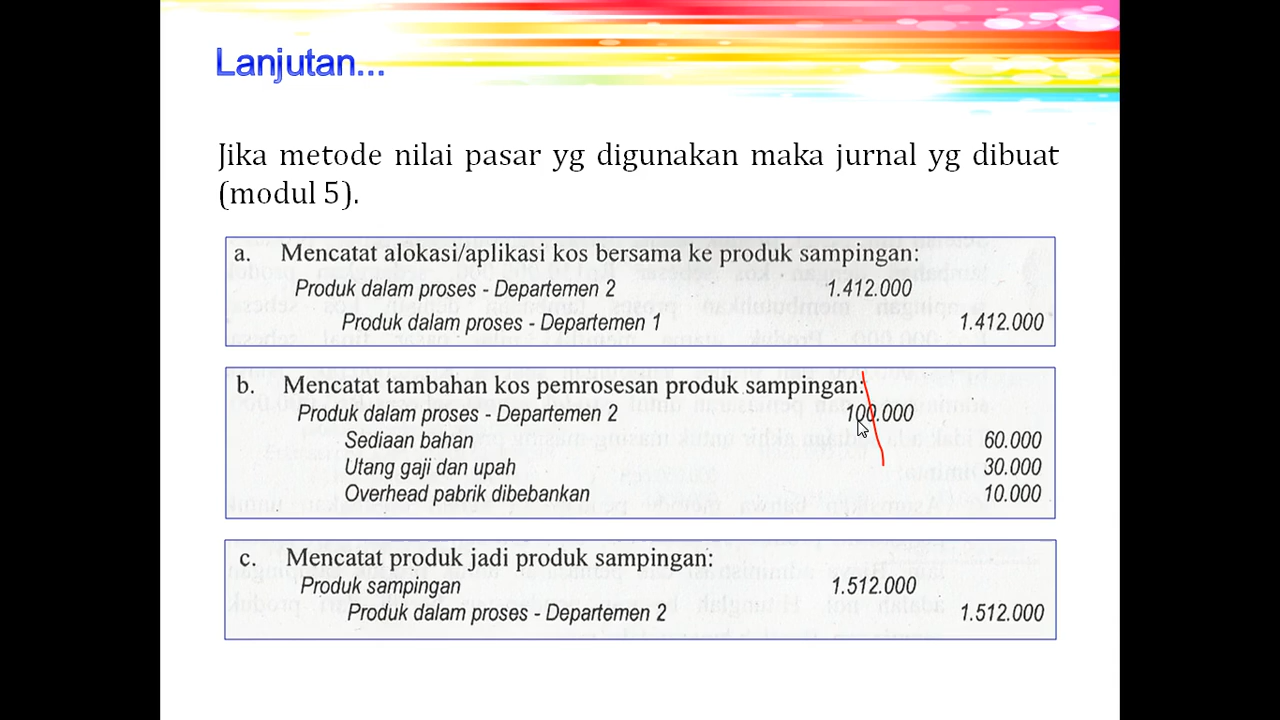 Lanjutan...
Jika metode nilai pasar yg digunakan maka jurnal yg dibuat
(modul 5).
a. Mencatat alokasi/aplikasi kos bersama ke produk sampingan:
Produk dalam proses - Departemen 2 1.412.000
Produk dalam proses - Departemen 1 1.412.000
b. Mencatat tambahan kos pemrosesan produk sampingan:
Produk dalam proses - Departemen 2 100.000
Sediaan bahan 60.000
Utang gaji dan upah 30.000
Overhead pabrik dibebankan 10.000
c. Mencatat produk jadi produk sampingan:
Produk sampingan 1.512.000
Produk dalam proses - Departemen 2 1.512.000